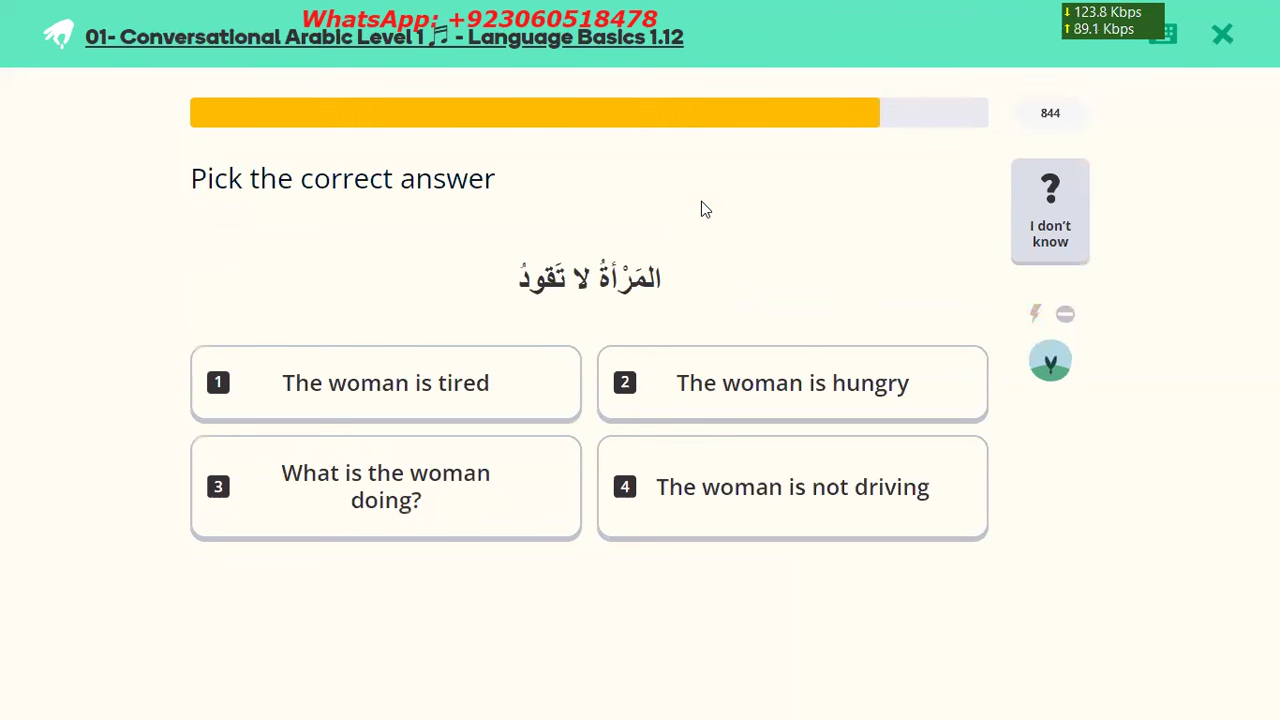 WhatsApp: +923060518478
01- Conversational Arabic Level 1🎵 - Language Basics 1.12
↓ 123.8 Kbps
↑ 89.1 Kbps
844
Pick the correct answer
?
I don't
know
المَرْأةُ لا تَقودُ
1 The woman is tired
2 The woman is hungry
3 What is the woman
doing?
4 The woman is not driving